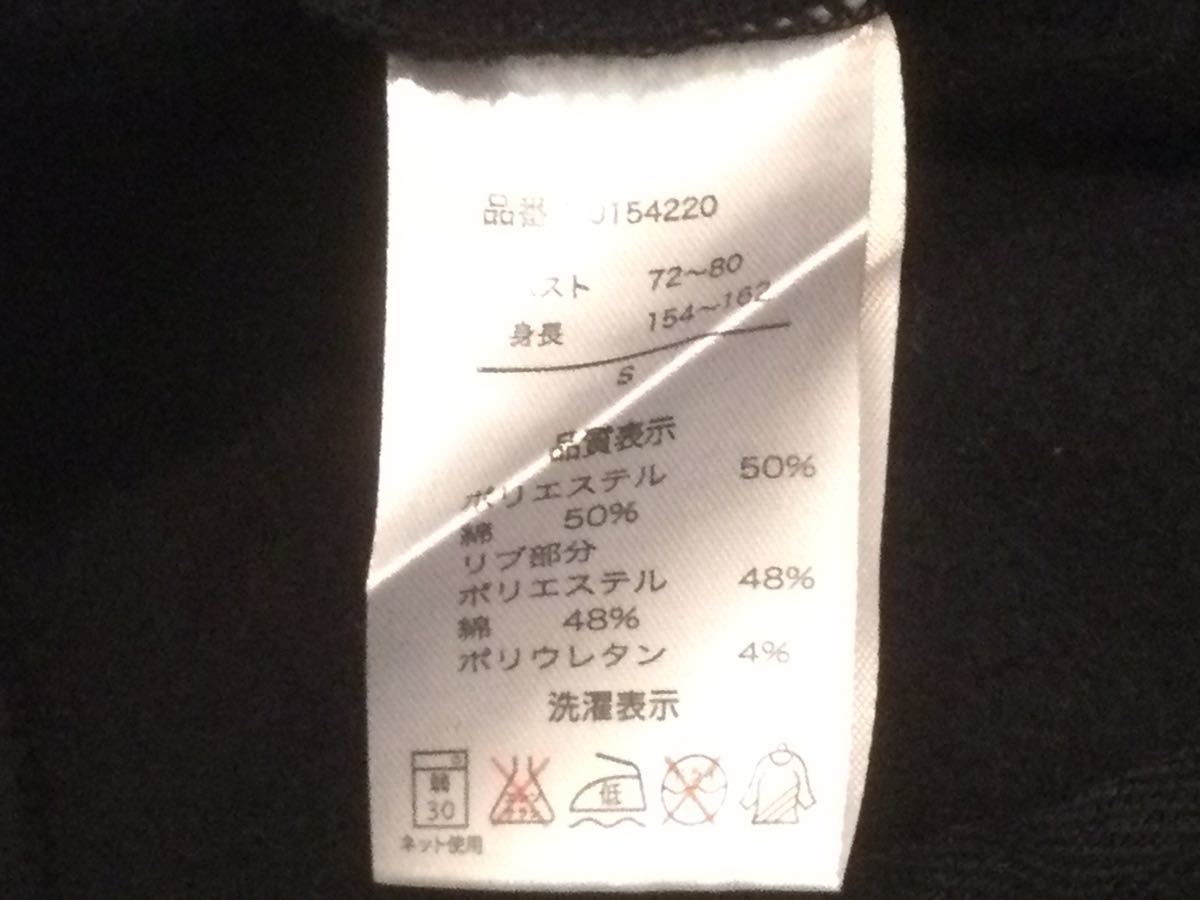 品番 0154220
バスト 72〜80
身長 154〜162
S
品質表示
ポリエステル 50%
綿 50%
リブ部分
ポリエステル 48%
綿 48%
ポリウレタン 4%
洗濯表示
弱 30
低
ネット使用